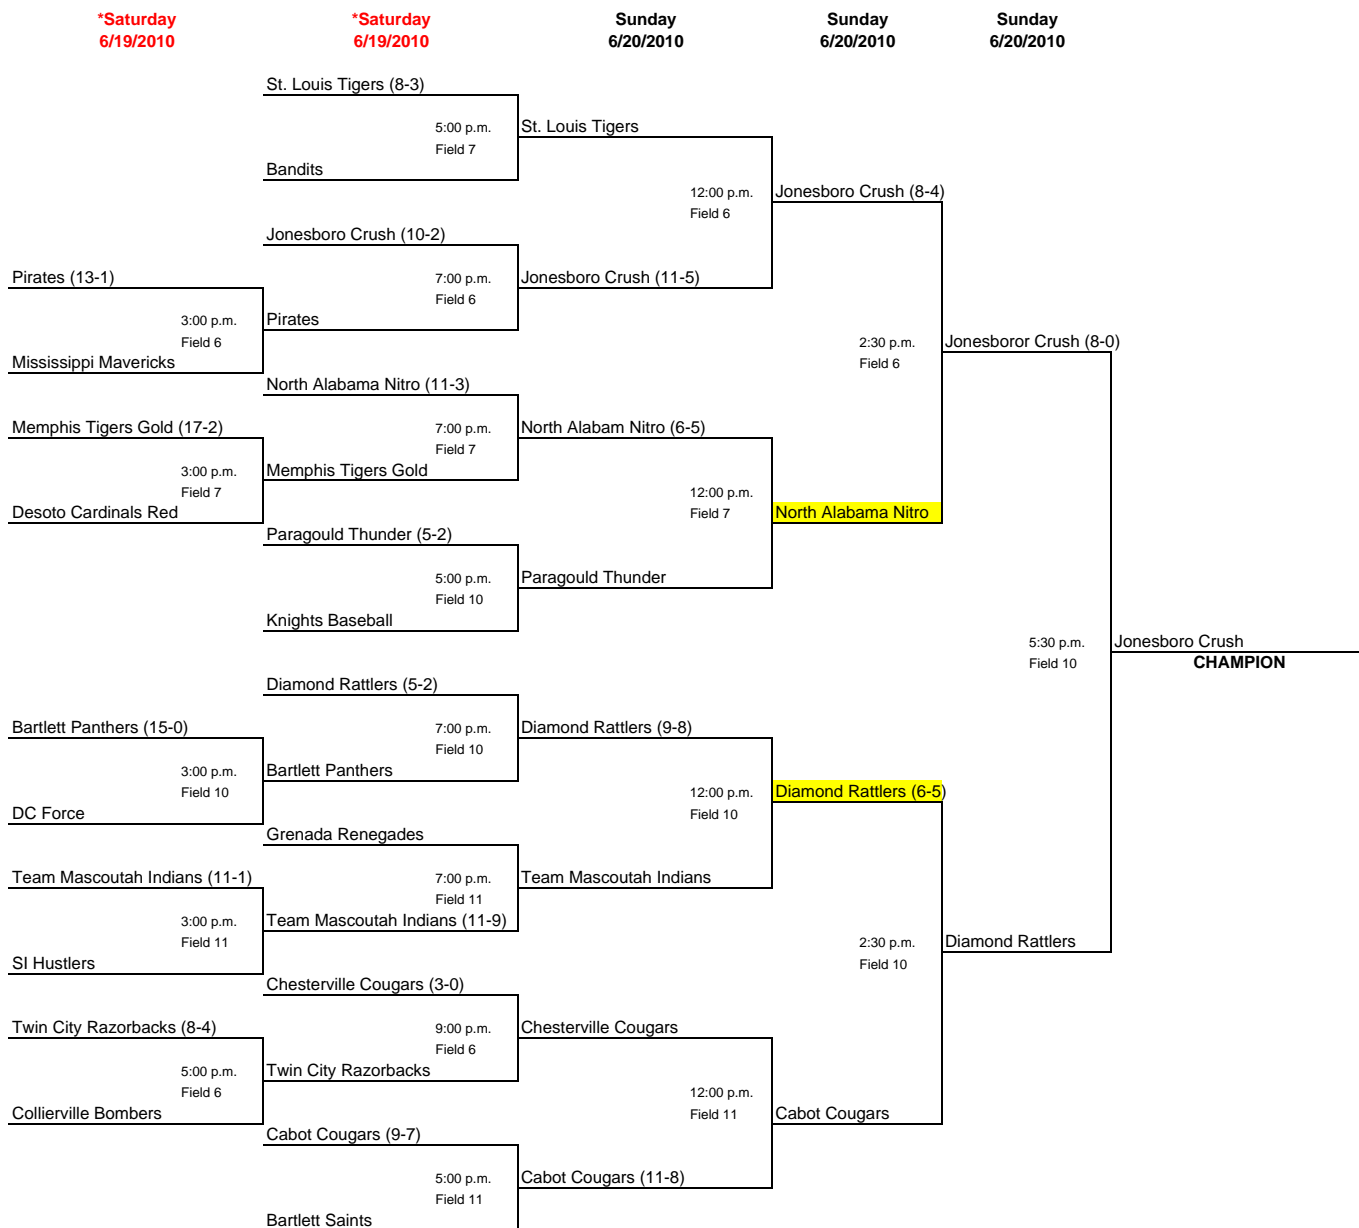 *Saturday *Saturday Sunday Sunday Sunday
6/19/2010 6/19/2010 6/20/2010 6/20/2010 6/20/2010
St. Louis Tigers (8-3)
5:00 p.m. St. Louis Tigers
Field 7
Bandits
12:00 p.m. Jonesboro Crush (8-4)
Field 6
Jonesboro Crush (10-2)
Pirates (13-1) 7:00 p.m. Jonesboro Crush (11-5)
Field 6
3:00 p.m. Pirates
Field 6 2:30 p.m. Jonesboror Crush (8-0)
Mississippi Mavericks Field 6
North Alabama Nitro (11-3)
Memphis Tigers Gold (17-2) 7:00 p.m. North Alabam Nitro (6-5)
Field 7
3:00 p.m. Memphis Tigers Gold
Field 7 12:00 p.m.
Desoto Cardinals Red Field 7 North Alabama Nitro
Paragould Thunder (5-2)
5:00 p.m. Paragould Thunder
Field 10
Knights Baseball
5:30 p.m. Jonesboro Crush
Field 10 CHAMPION
Diamond Rattlers (5-2)
Bartlett Panthers (15-0) 7:00 p.m. Diamond Rattlers (9-8)
Field 10
3:00 p.m. Bartlett Panthers
Field 10 12:00 p.m. Diamond Rattlers (6-5)
DC Force Field 10
Grenada Renegades
Team Mascoutah Indians (11-1) 7:00 p.m. Team Mascoutah Indians
Field 11
3:00 p.m. Team Mascoutah Indians (11-9)
Field 11 2:30 p.m. Diamond Rattlers
SI Hustlers Field 10
Chesterville Cougars (3-0)
Twin City Razorbacks (8-4) 9:00 p.m. Chesterville Cougars
Field 6
5:00 p.m. Twin City Razorbacks
Field 6 12:00 p.m.
Collierville Bombers Field 11 Cabot Cougars
Cabot Cougars (9-7)
5:00 p.m. Cabot Cougars (11-8)
Field 11
Bartlett Saints